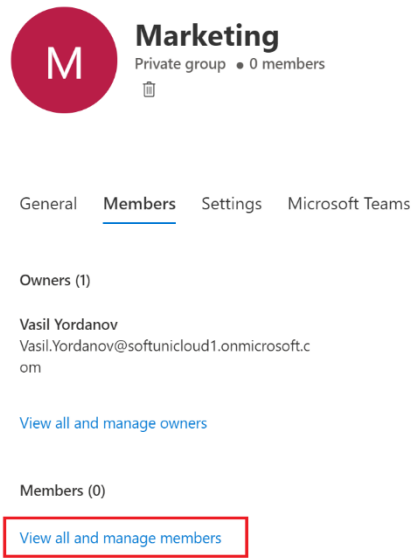 M
Marketing
Private group • 0 members
General Members Settings Microsoft Teams
Owners (1)
Vasil Yordanov
Vasil.Yordanov@softunicloud1.onmicrosoft.c
om
View all and manage owners
Members (0)
View all and manage members